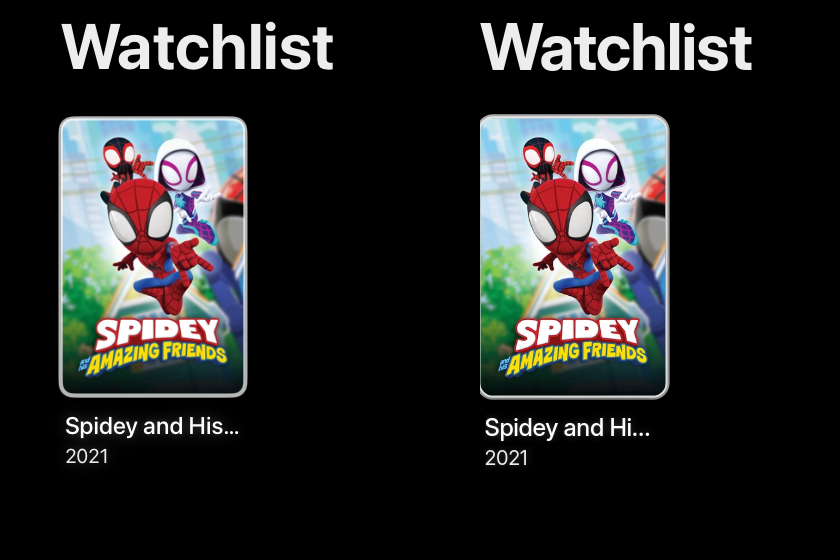 Watchlist
SPIDEY
and his
AMAZING FRIENDS
Spidey and His...
2021
Watchlist
SPIDEY
and his
AMAZING FRIENDS
Spidey and Hi...
2021